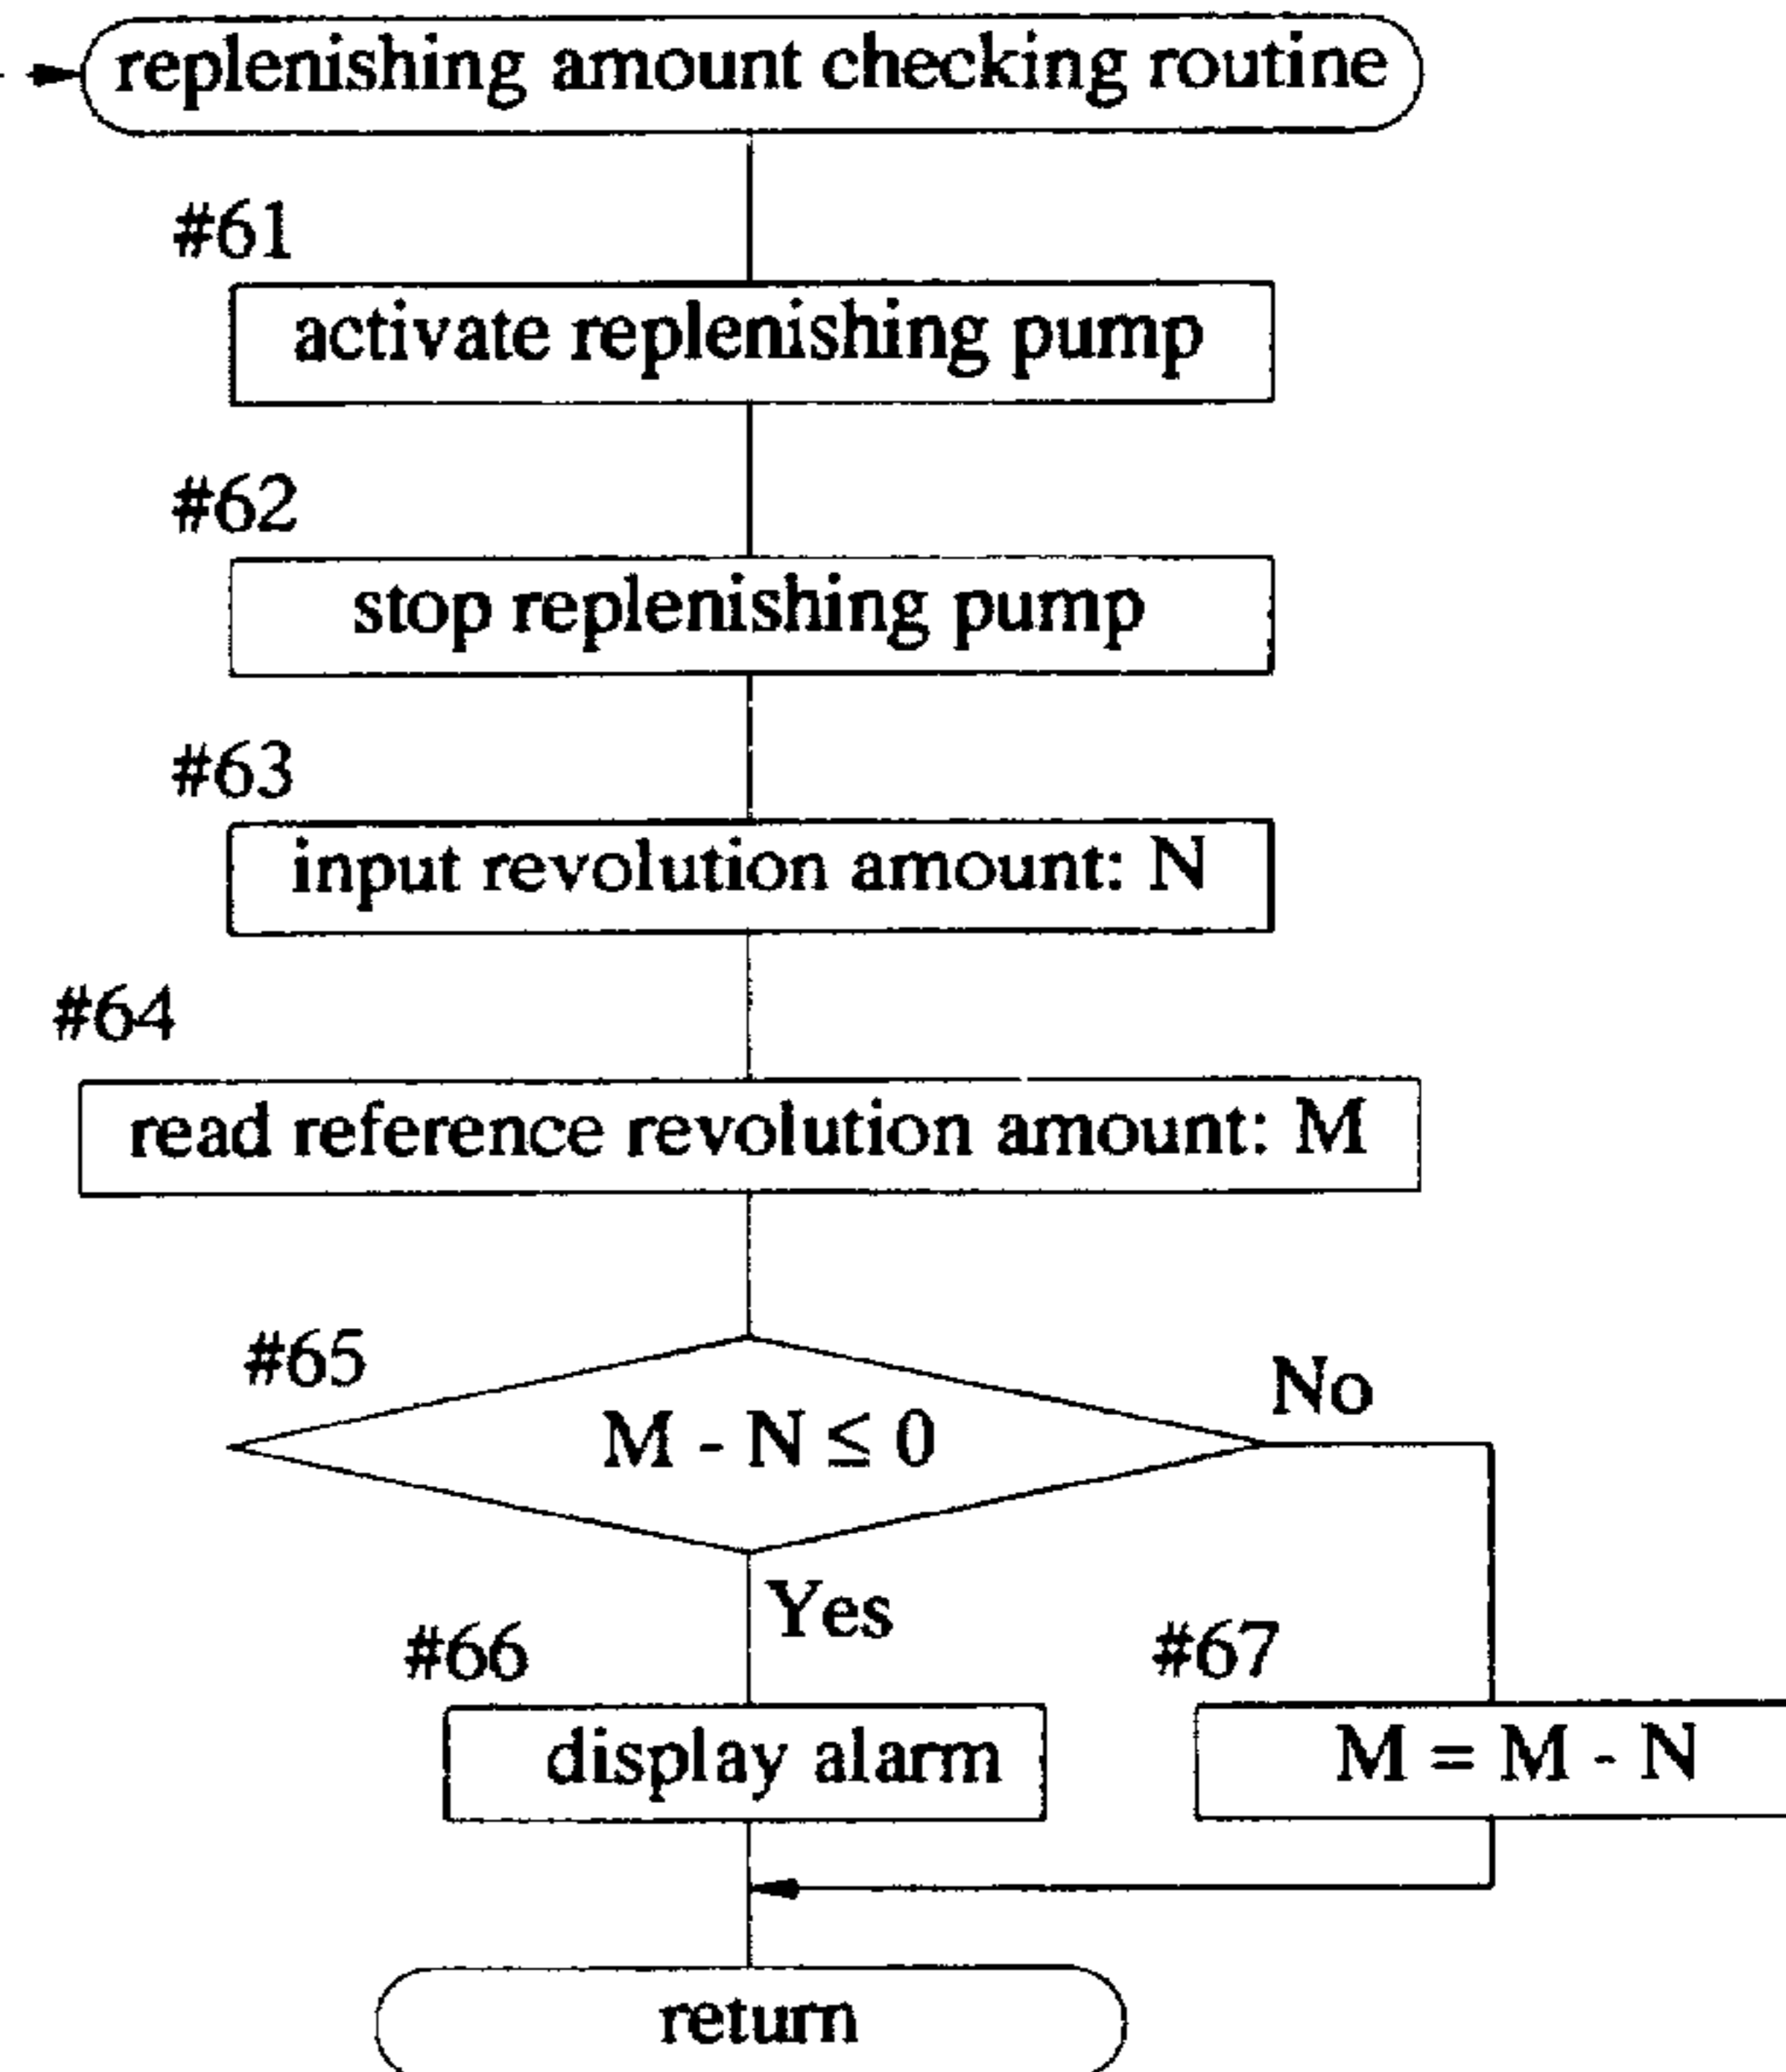 replenishing amount checking routine
#61
activate replenishing pump
#62
stop replenishing pump
#63
input revolution amount: N
#64
read reference revolution amount: M
#65
M - N ≤ 0
No
Yes
#66
#67
display alarm
M = M - N
return